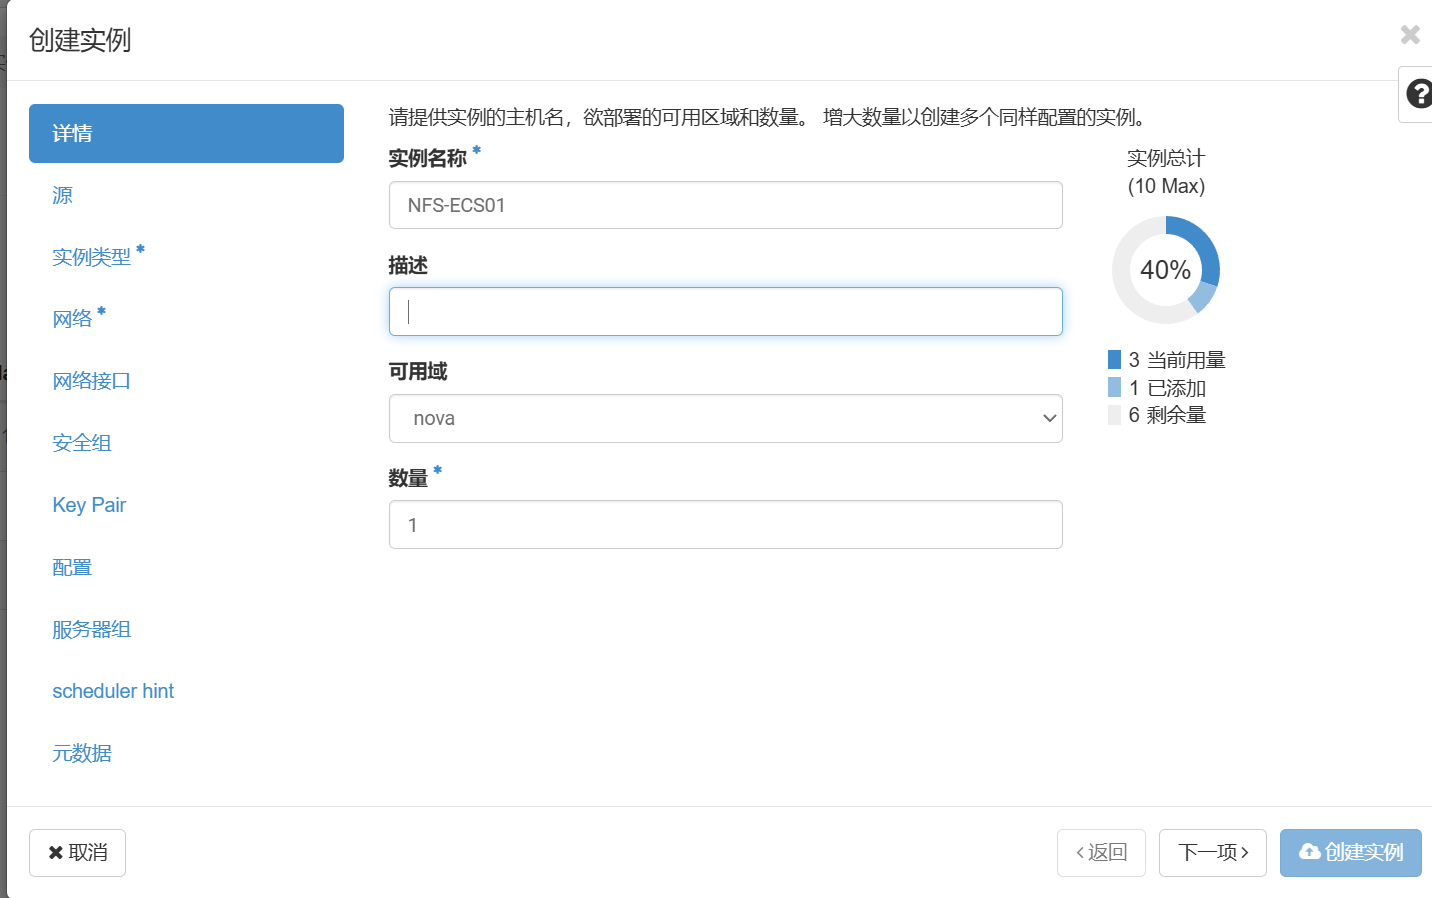 创建实例
详情
源
实例类型 *
网络 *
网络接口
安全组
Key Pair
配置
服务器组
scheduler hint
元数据
请提供实例的主机名，欲部署的可用区域和数量。 增大数量以创建多个同样配置的实例。
实例名称 *
NFS-ECS01
描述
可用域
nova
数量 *
1
实例总计
(10 Max)
40%
3 当前用量
1 已添加
6 剩余量
取消
返回
下一项
创建实例